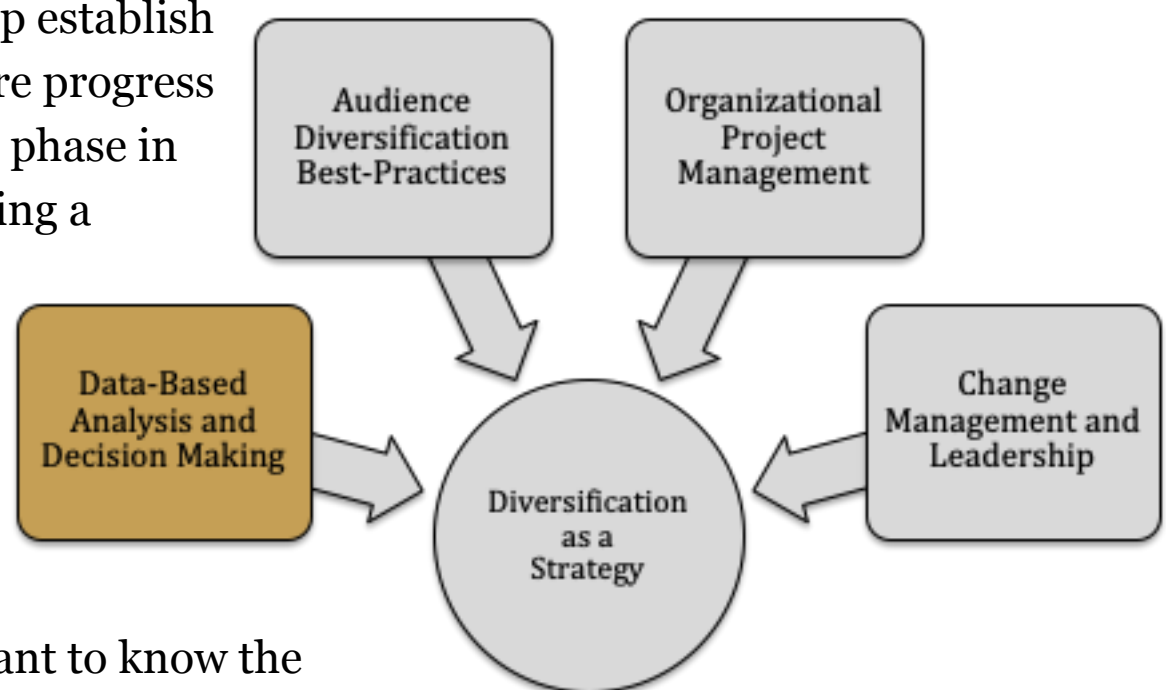 p establish
re progress
phase in
ing a
Audience
Diversification
Best-Practices
Organizational
Project
Management
Data-Based
Analysis and
Decision Making
Change
Management and
Leadership
Diversification
as a
Strategy
ant to know the